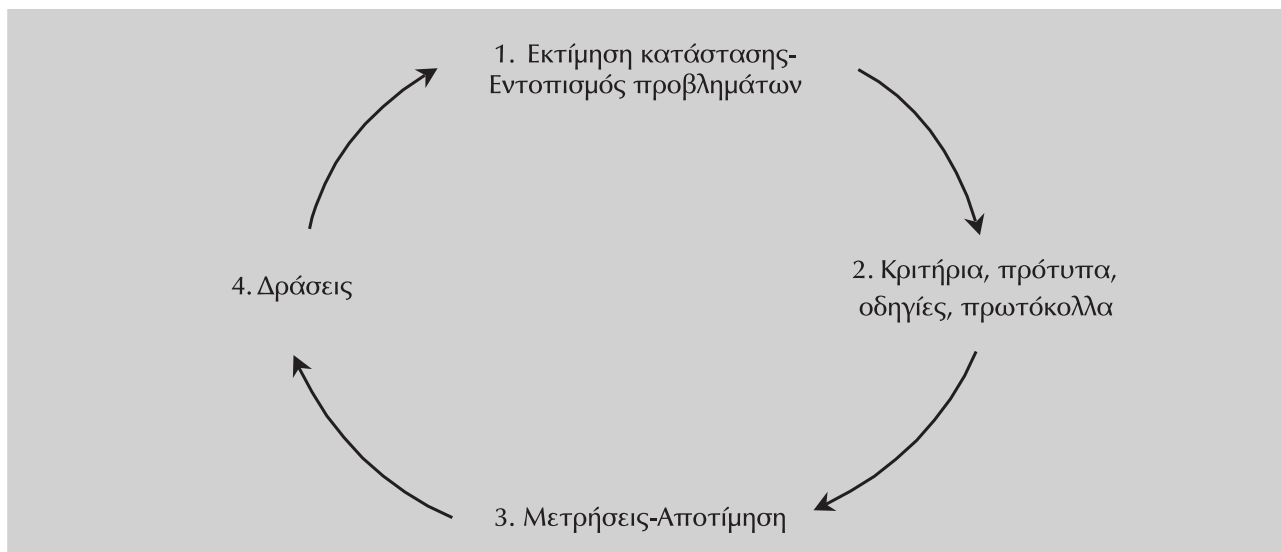 1. Εκτίμηση κατάστασης-
Εντοπισμός προβλημάτων
2. Κριτήρια, πρότυπα,
οδηγίες, πρωτόκολλα
3. Μετρήσεις-Αποτίμηση
4. Δράσεις